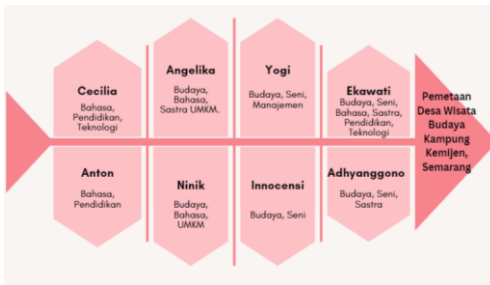 Cecilia
Bahasa,
Pendidikan,
Teknologi
Angelika
Budaya,
Bahasa,
Sastra UMKM.
Yogi
Budaya, Seni,
Manajemen
Ekawati
Budaya, Seni,
Bahasa, Sastra,
Pendidikan,
Teknologi
Pemetaan
Desa Wisata
Budaya
Kampung
Kemijen,
Semarang
Anton
Bahasa,
Pendidikan
Ninik
Budaya,
Bahasa,
UMKM
Innocensi
Budaya, Seni
Adhyanggono
Budaya, Seni,
Sastra